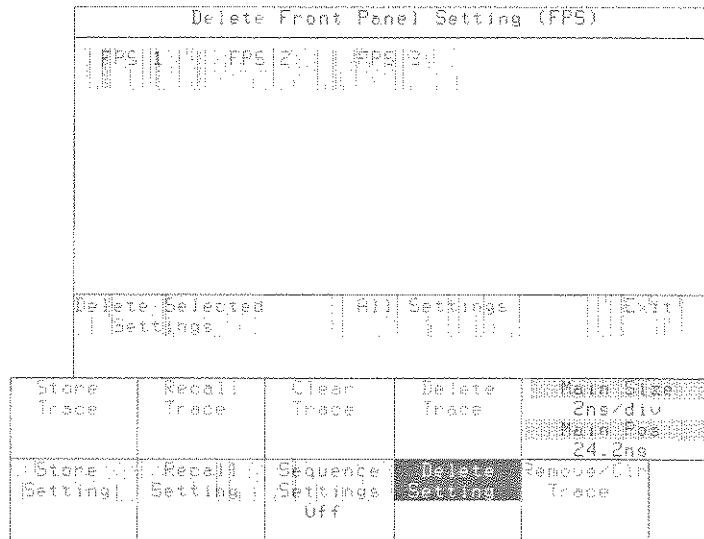 Delete Front Panel Setting (FPS)
FPS 1 FPS 2 FPS 3
Delete Selected Settings All Settings Exit
Store Trace Recall Trace Clear Trace Delete Trace Main Size
2ns/div
Main Pos
24.2ns
Store Setting Recall Setting Sequence Settings Off Delete Setting Remove/Clr Trace